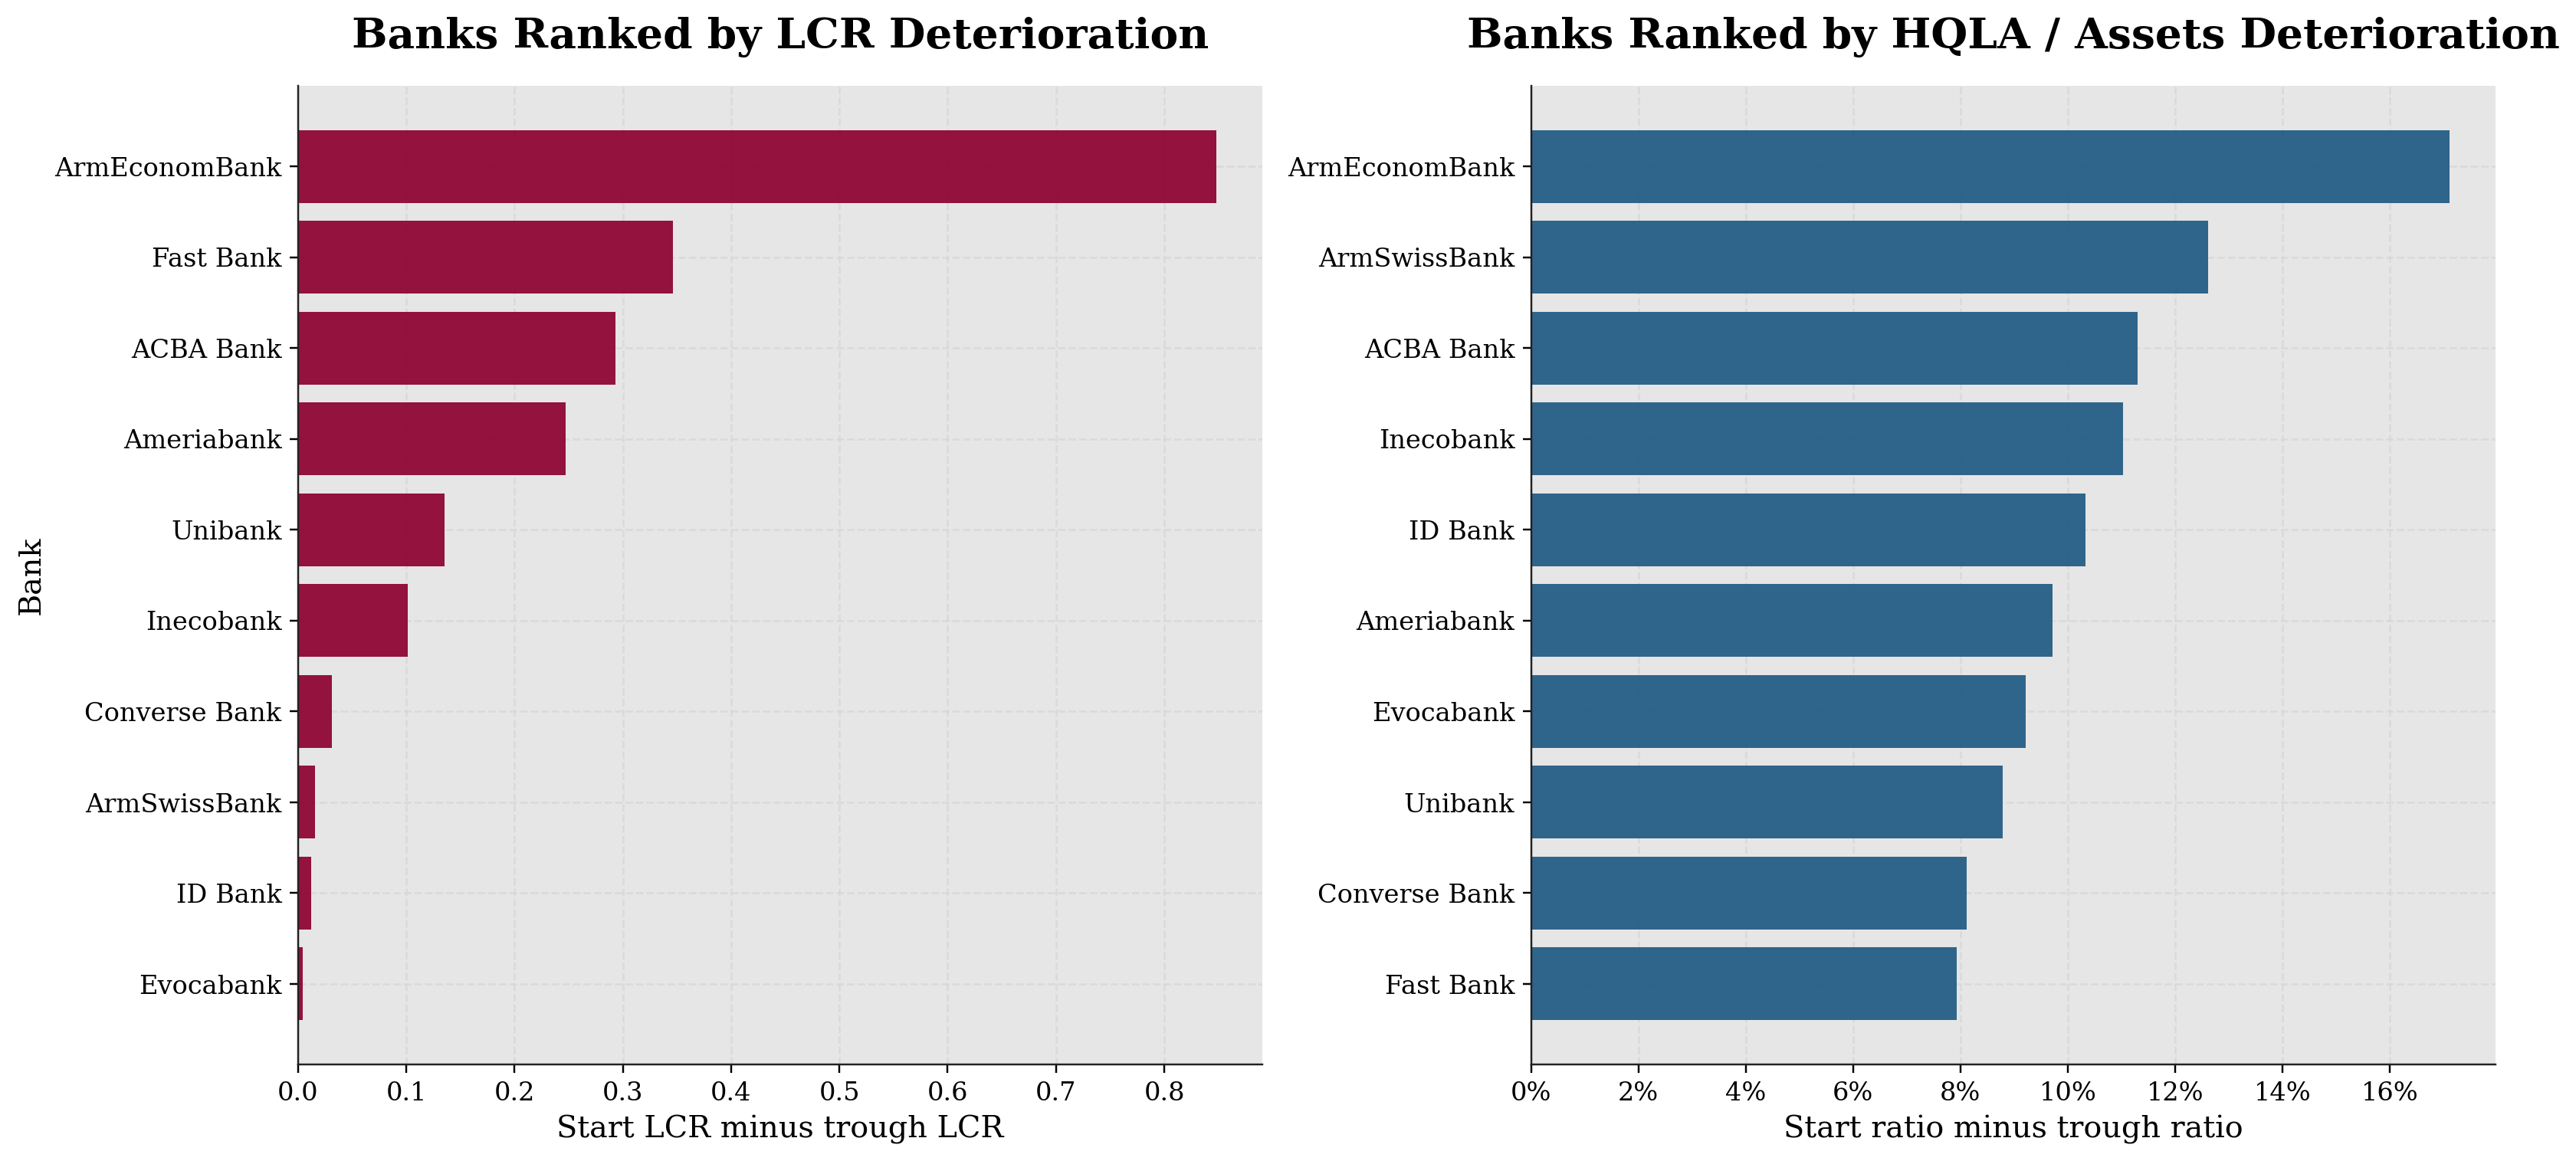 Banks Ranked by LCR Deterioration
Bank
ArmEconomBank
Fast Bank
ACBA Bank
Ameriabank
Unibank
Inecobank
Converse Bank
ArmSwissBank
ID Bank
Evocabank
0.0 0.1 0.2 0.3 0.4 0.5 0.6 0.7 0.8
Start LCR minus trough LCR
Banks Ranked by HQLA / Assets Deterioration
ArmEconomBank
ArmSwissBank
ACBA Bank
Inecobank
ID Bank
Ameriabank
Evocabank
Unibank
Converse Bank
Fast Bank
0% 2% 4% 6% 8% 10% 12% 14% 16%
Start ratio minus trough ratio